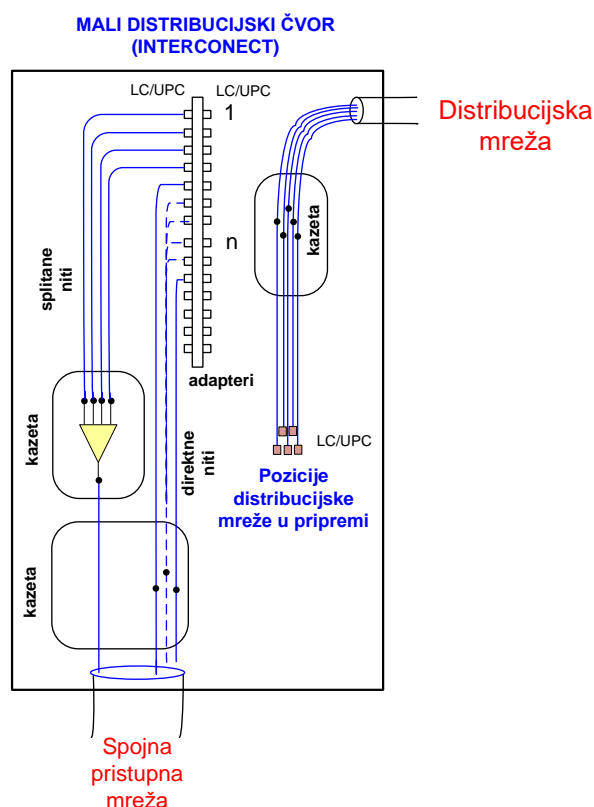 MALI DISTRIBUCIJSKI ČVOR
(INTERCONECT)
LC/UPC
LC/UPC
1
Distribucijska
mreža
n
kazeta
splitane
niti
adapteri
LC/UPC
kazeta
direktne
niti
Pozicije
distribucijske
mreže u pripremi
kazeta
Spojna
pristupna
mreža